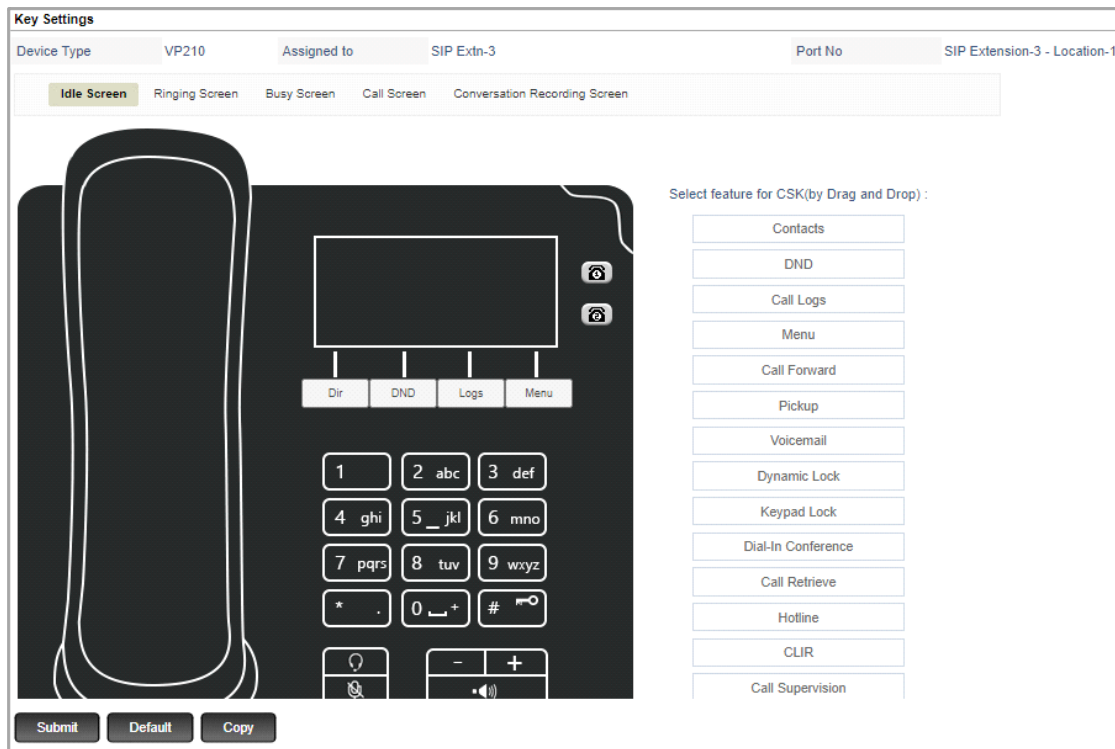 Key Settings
Device Type VP210 Assigned to SIP Extn-3 Port No SIP Extension-3 - Location-1
Idle Screen Ringing Screen Busy Screen Call Screen Conversation Recording Screen
Select feature for CSK(by Drag and Drop) :
Contacts
DND
Call Logs
Menu
Call Forward
Pickup
Voicemail
Dynamic Lock
Keypad Lock
Dial-In Conference
Call Retrieve
Hotline
CLIR
Call Supervision
1
2
Dir DND Logs Menu
1 2 abc 3 def
4 ghi 5 _ jkl 6 mno
7 pqrs 8 tuv 9 wxyz
* . 0 + #
- +
Submit Default Copy